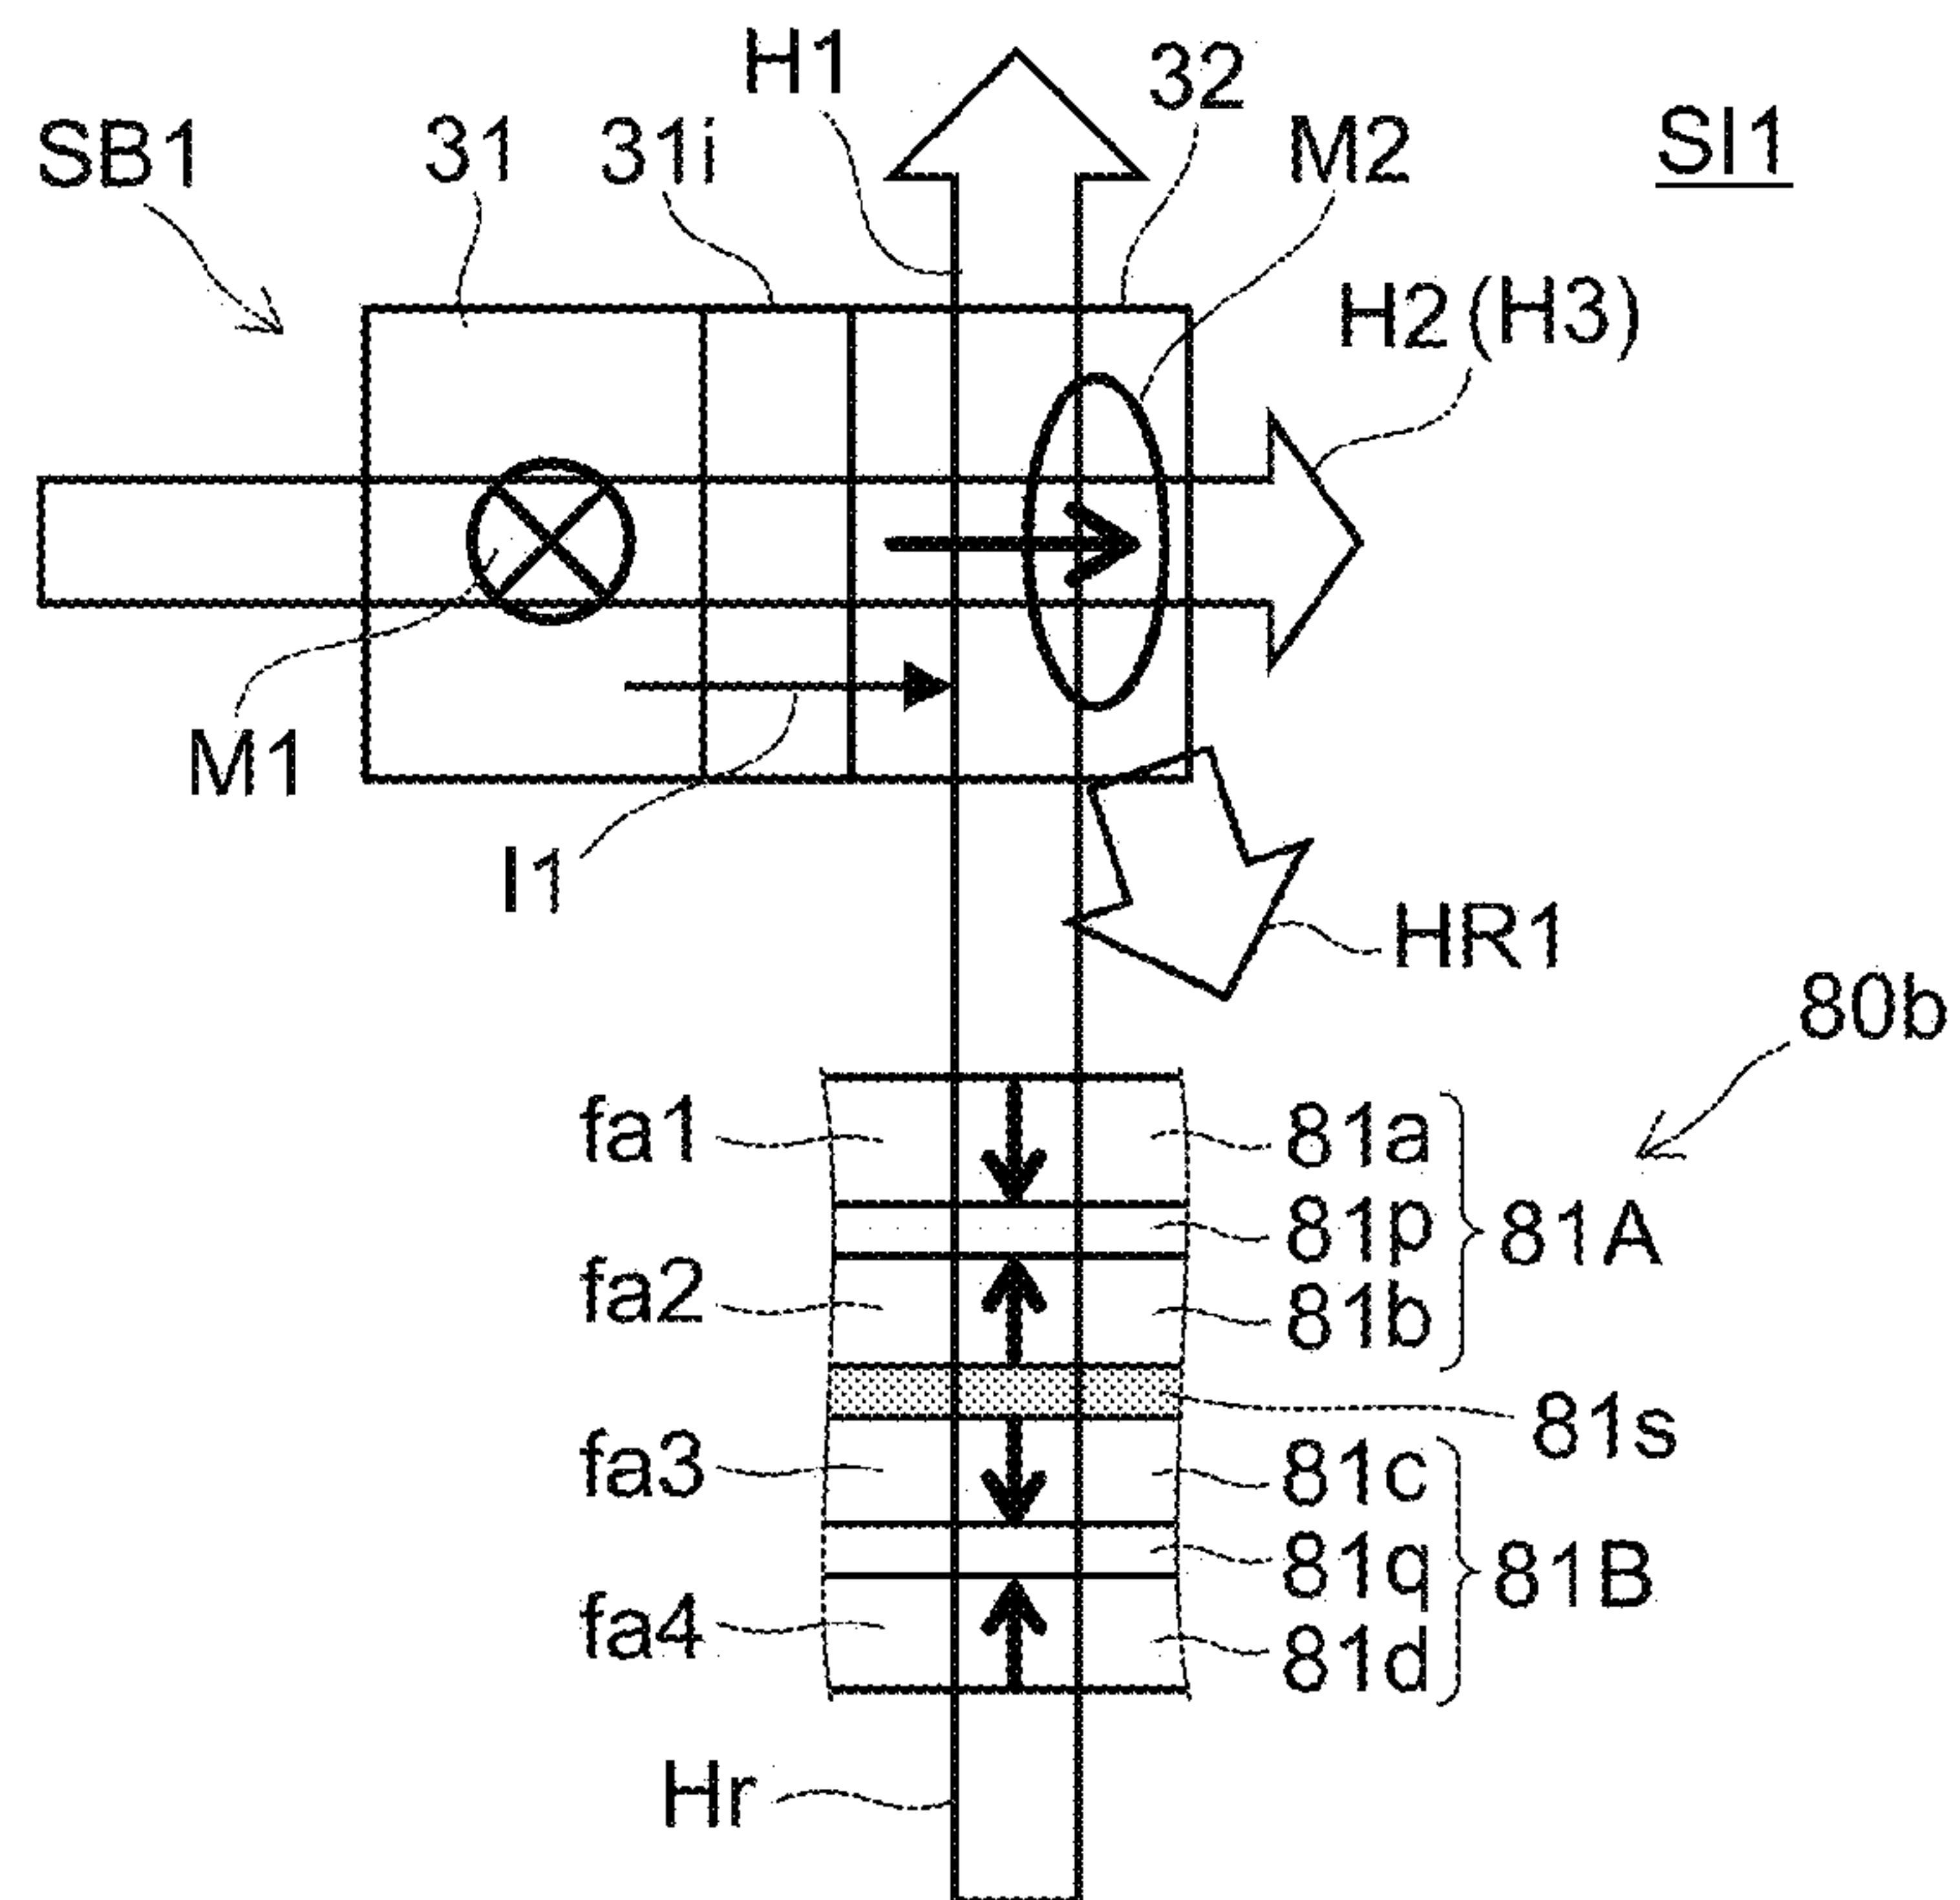 H1
32
SB1
31
31i
M2
SI1
H2 (H3)
M1
I1
HR1
80b
fa1
81a
81p
81A
fa2
81b
81s
fa3
81c
81q
81B
fa4
81d
Hr